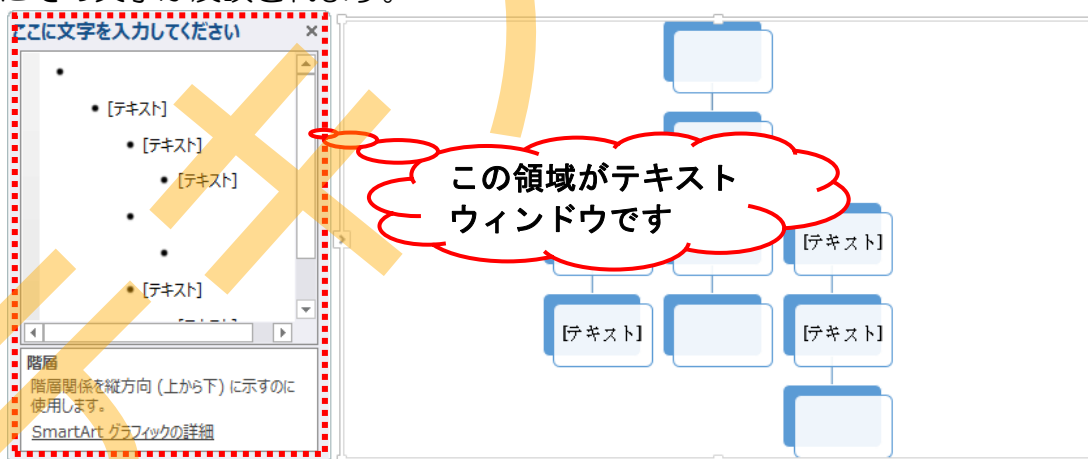 ここに文字を入力してください ×
•
• [テキスト]
• [テキスト]
• [テキスト]
•
•
• [テキスト]
階層
階層関係を縦方向 (上から下) に示すのに
使用します。
SmartArt グラフィックの詳細
この領域がテキスト
ウィンドウです
[テキスト]
[テキスト]
[テキスト]